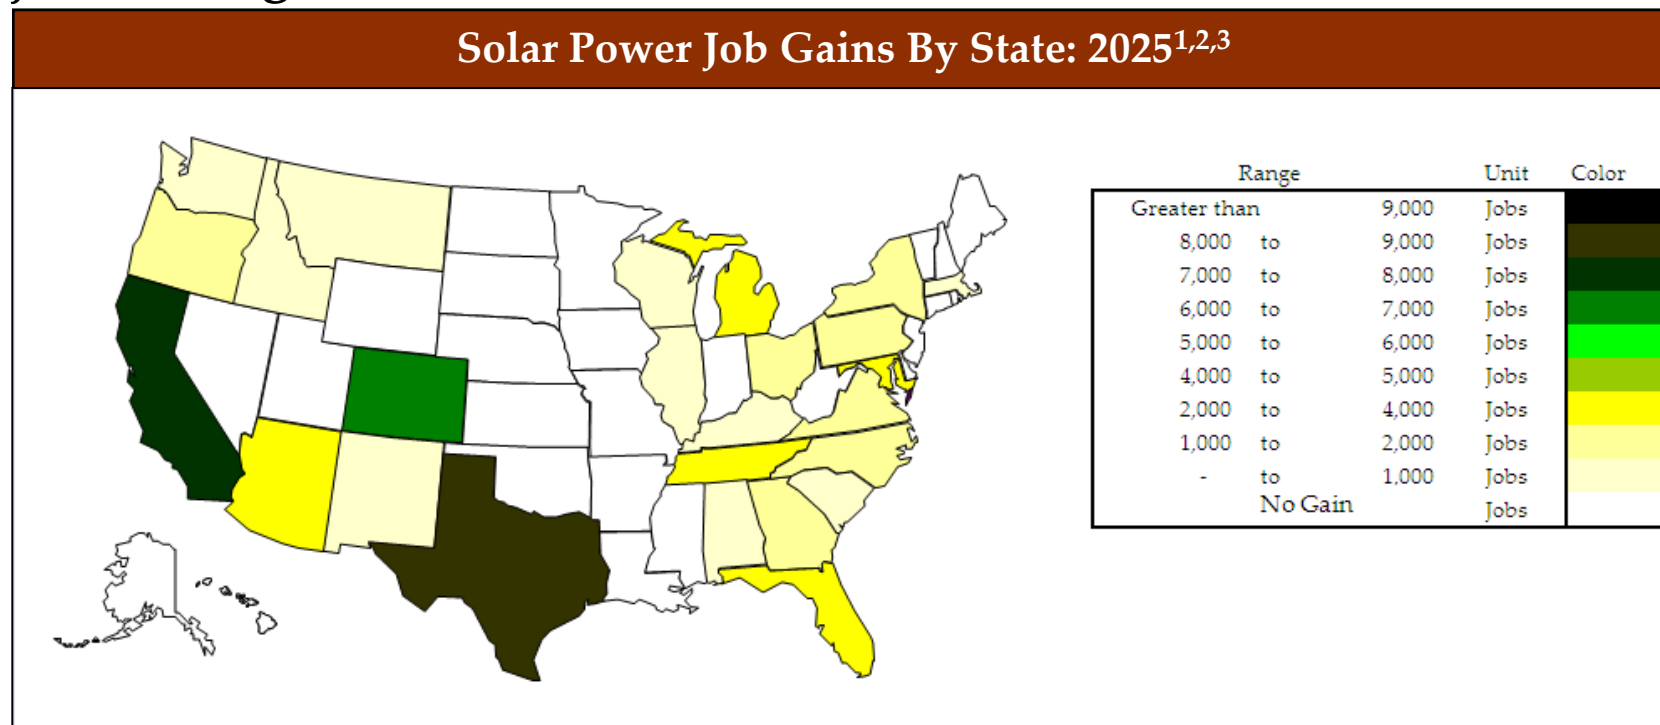 Solar Power Job Gains By State: 2025¹,²,³
Range Unit Color
Greater than 9,000 Jobs
8,000 to 9,000 Jobs
7,000 to 8,000 Jobs
6,000 to 7,000 Jobs
5,000 to 6,000 Jobs
4,000 to 5,000 Jobs
2,000 to 4,000 Jobs
1,000 to 2,000 Jobs
- to 1,000 Jobs
No Gain Jobs